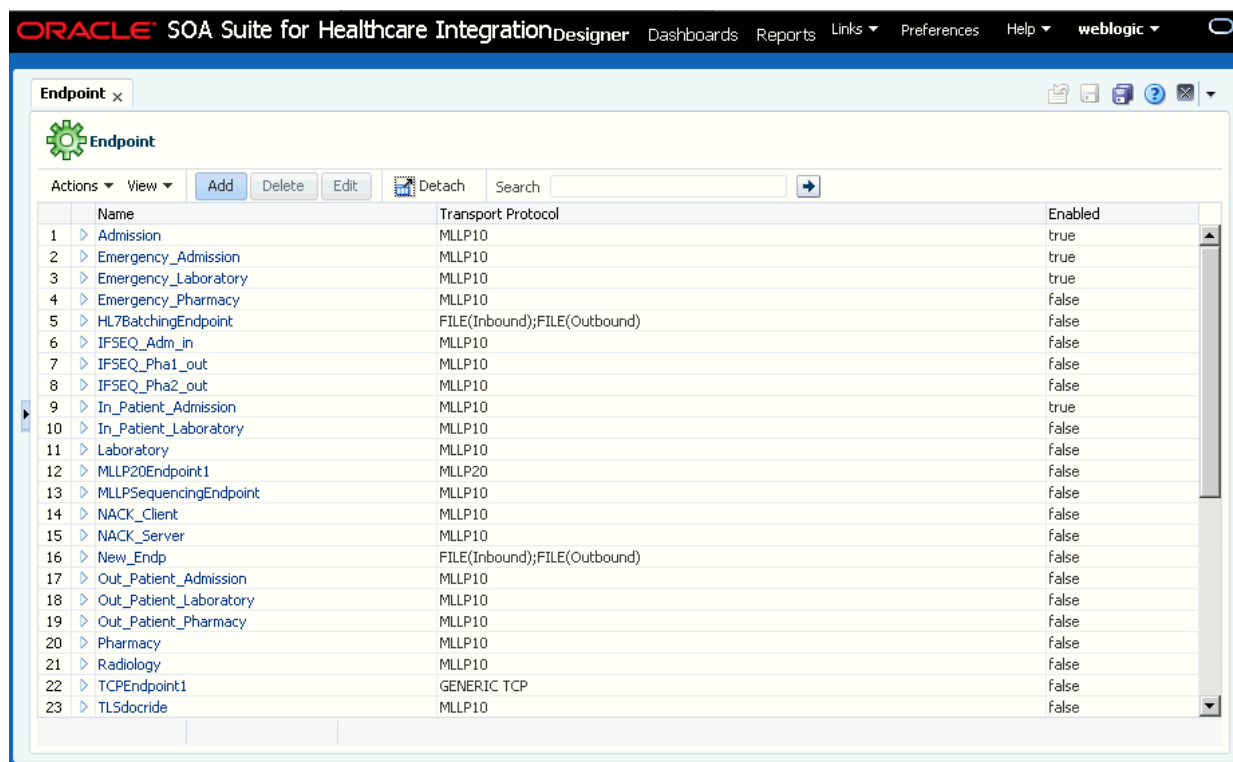 ORACLE SOA Suite for Healthcare Integration Designer Dashboards Reports Links Preferences Help weblogic
Endpoint
Endpoint
Actions View Add Delete Edit Detach Search
Name Transport Protocol Enabled
1 Admission MLLP10 true
2 Emergency_Admission MLLP10 true
3 Emergency_Laboratory MLLP10 true
4 Emergency_Pharmacy MLLP10 false
5 HL7BatchingEndpoint FILE(Inbound);FILE(Outbound) false
6 IFSEQ_Adm_in MLLP10 false
7 IFSEQ_Pha1_out MLLP10 false
8 IFSEQ_Pha2_out MLLP10 false
9 In_Patient_Admission MLLP10 true
10 In_Patient_Laboratory MLLP10 false
11 Laboratory MLLP10 false
12 MLLP20Endpoint1 MLLP20 false
13 MLLPSequencingEndpoint MLLP10 false
14 NACK_Client MLLP10 false
15 NACK_Server MLLP10 false
16 New_Endp FILE(Inbound);FILE(Outbound) false
17 Out_Patient_Admission MLLP10 false
18 Out_Patient_Laboratory MLLP10 false
19 Out_Patient_Pharmacy MLLP10 false
20 Pharmacy MLLP10 false
21 Radiology MLLP10 false
22 TCPEndpoint1 GENERIC TCP false
23 TLSdocride MLLP10 false